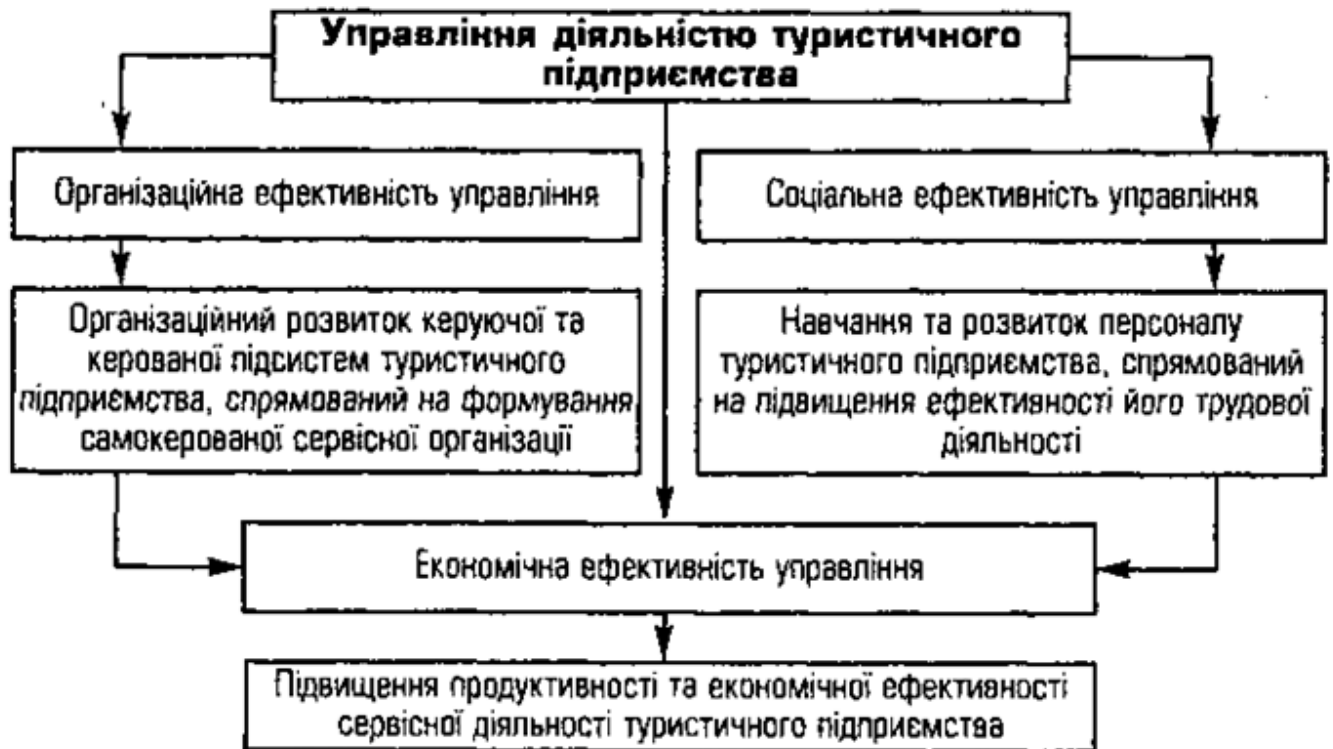 Управління діяльністю туристичного
підприємства
Організаційна ефективність управління
Соціальна ефективність управління
Організаційний розвиток керуючої та
керованої підсистем туристичного
підприємства, спрямований на формування
самокерованої сервісної організації
Навчання та розвиток персоналу
туристичного підприємства, спрямований
на підвищення ефективності його трудової
діяльності
Економічна ефективність управління
Підвищення продуктивності та економічної ефективності
сервісної діяльності туристичного підприємства